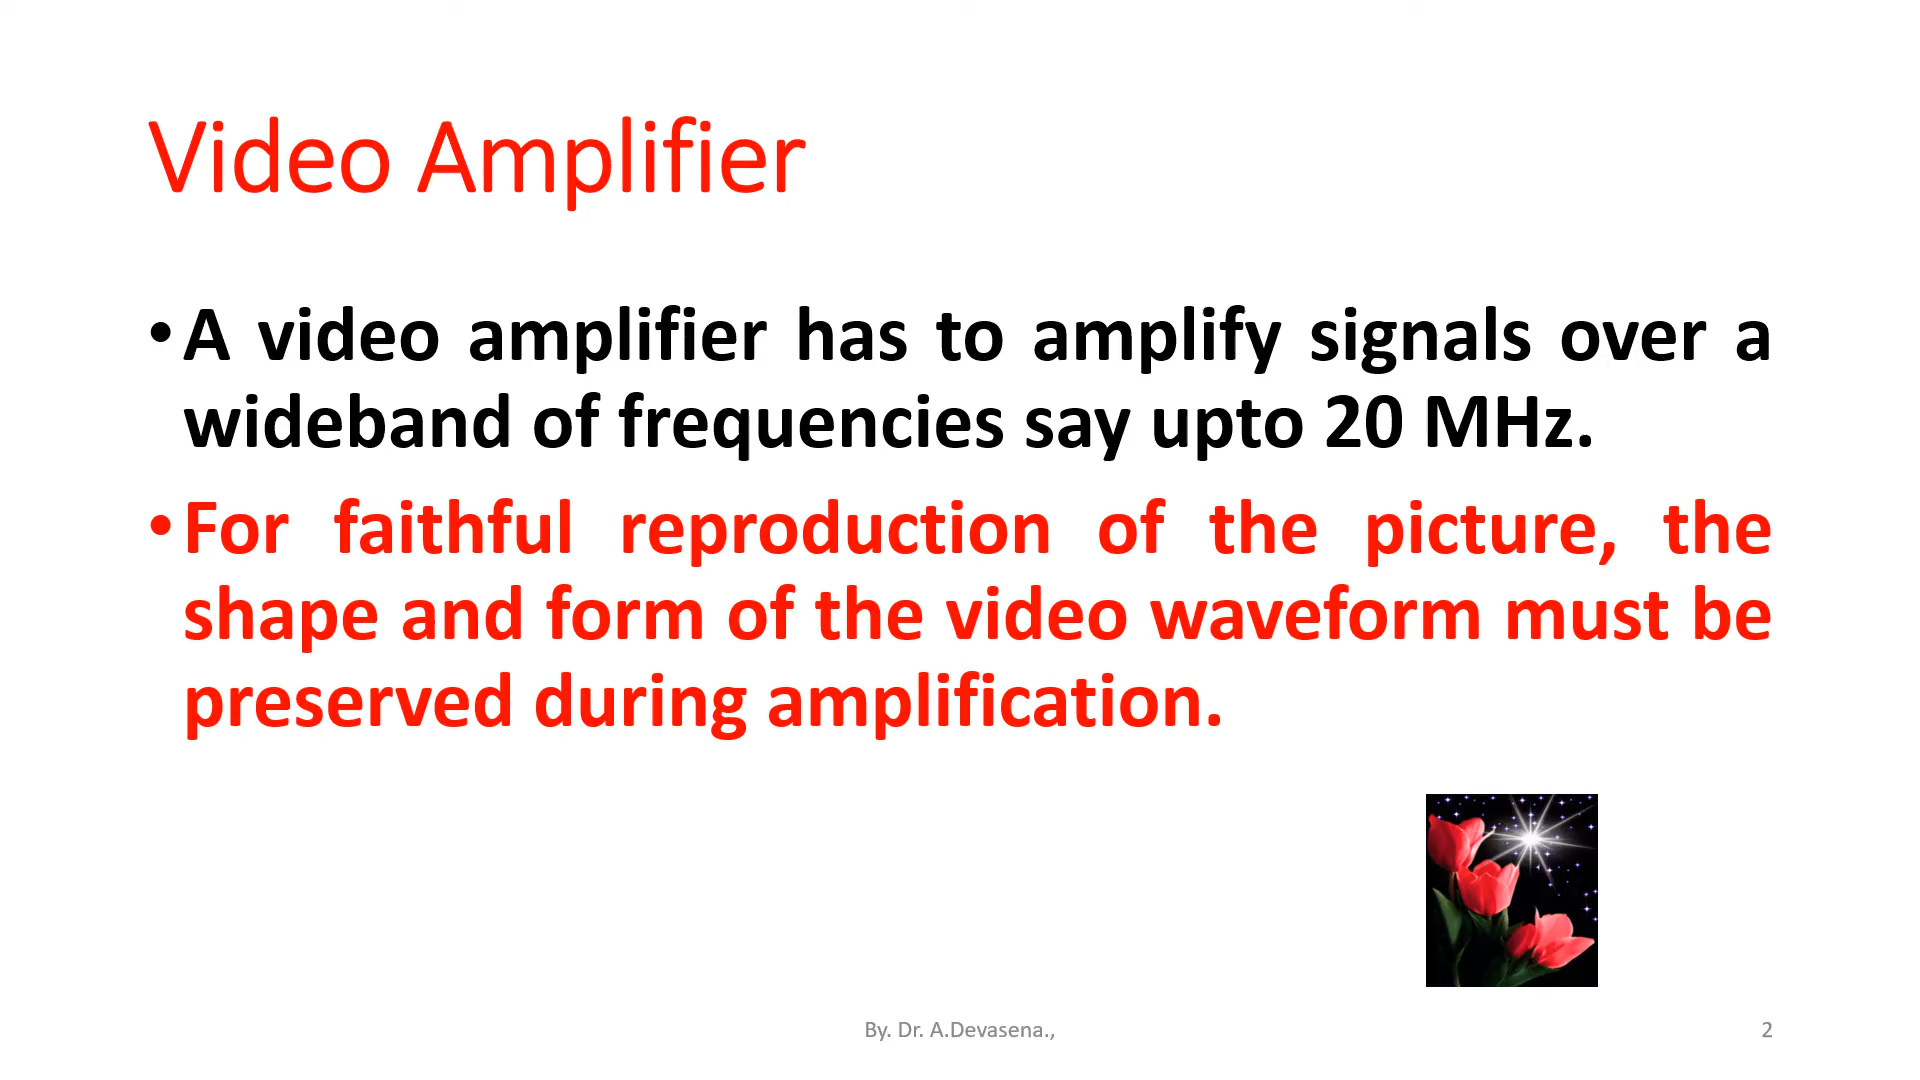 Video Amplifier
•A video amplifier has to amplify signals over a
wideband of frequencies say upto 20 MHz.
•For faithful reproduction of the picture, the
shape and form of the video waveform must be
preserved during amplification.
By. Dr. A.Devasena.,
2